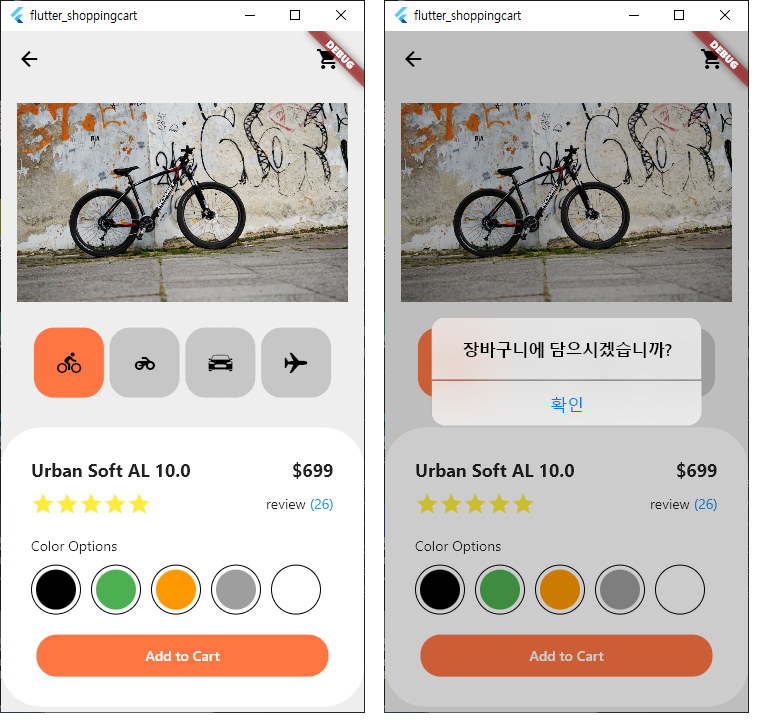 flutter_shoppingcart
DEBUG
Urban Soft AL 10.0 $699
review (26)
Color Options
Add to Cart
flutter_shoppingcart
DEBUG
장바구니에 담으시겠습니까?
확인
Urban Soft AL 10.0 $699
review (26)
Color Options
Add to Cart